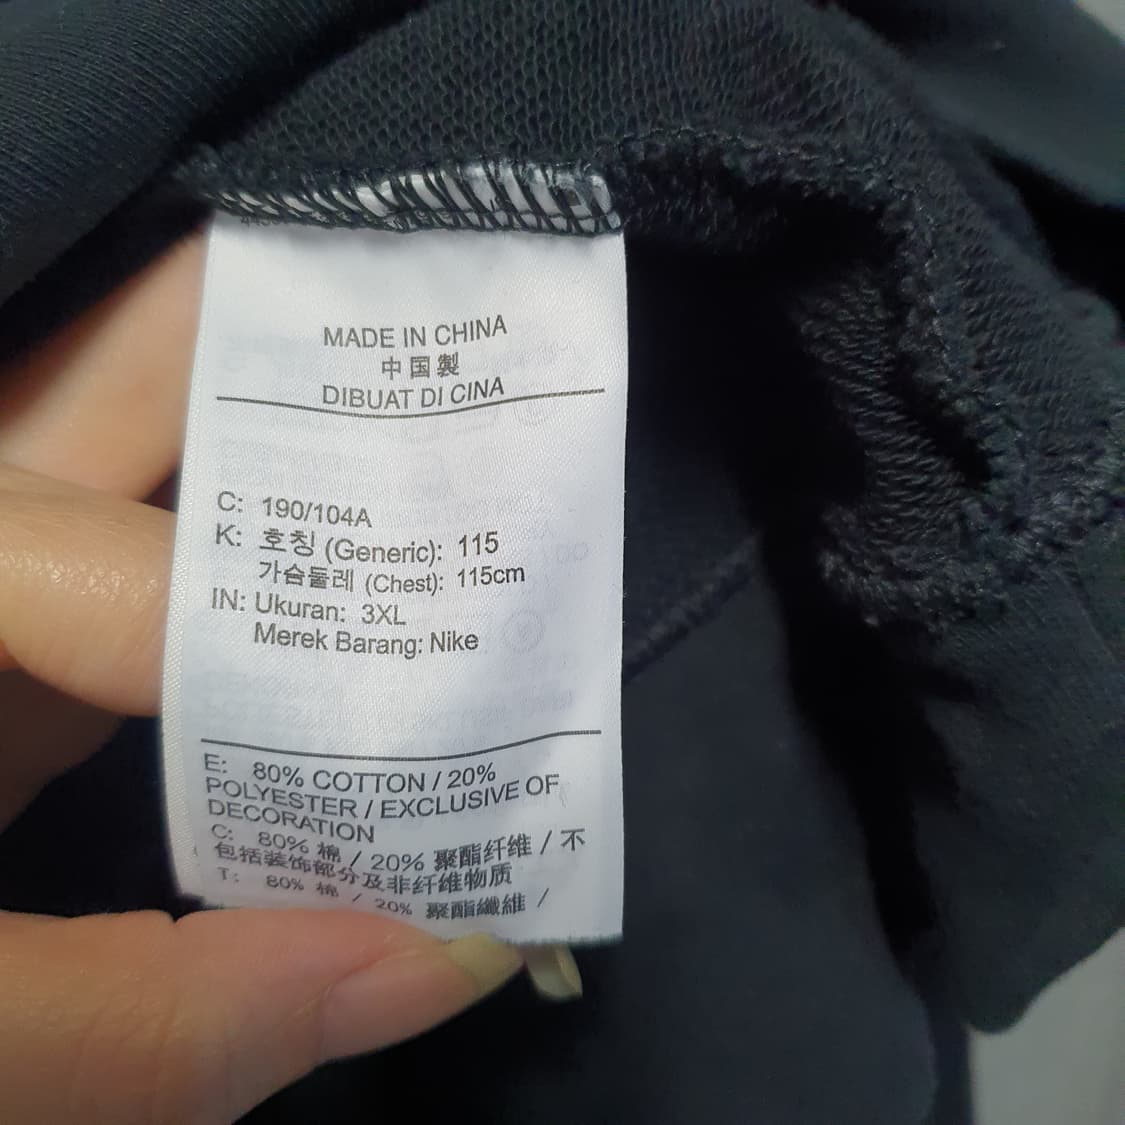 MADE IN CHINA
中国製
DIBUAT DI CINA
C: 190/104A
K: 호칭 (Generic): 115
가슴둘레 (Chest): 115cm
IN: Ukuran: 3XL
Merek Barang: Nike
E: 80% COTTON / 20%
POLYESTER / EXCLUSIVE OF
DECORATION
C: 80% 棉 / 20% 聚酯纤维 / 不
包括装饰部分及非纤维物质
T: 80% 棉 / 20% 聚酯纖維 /